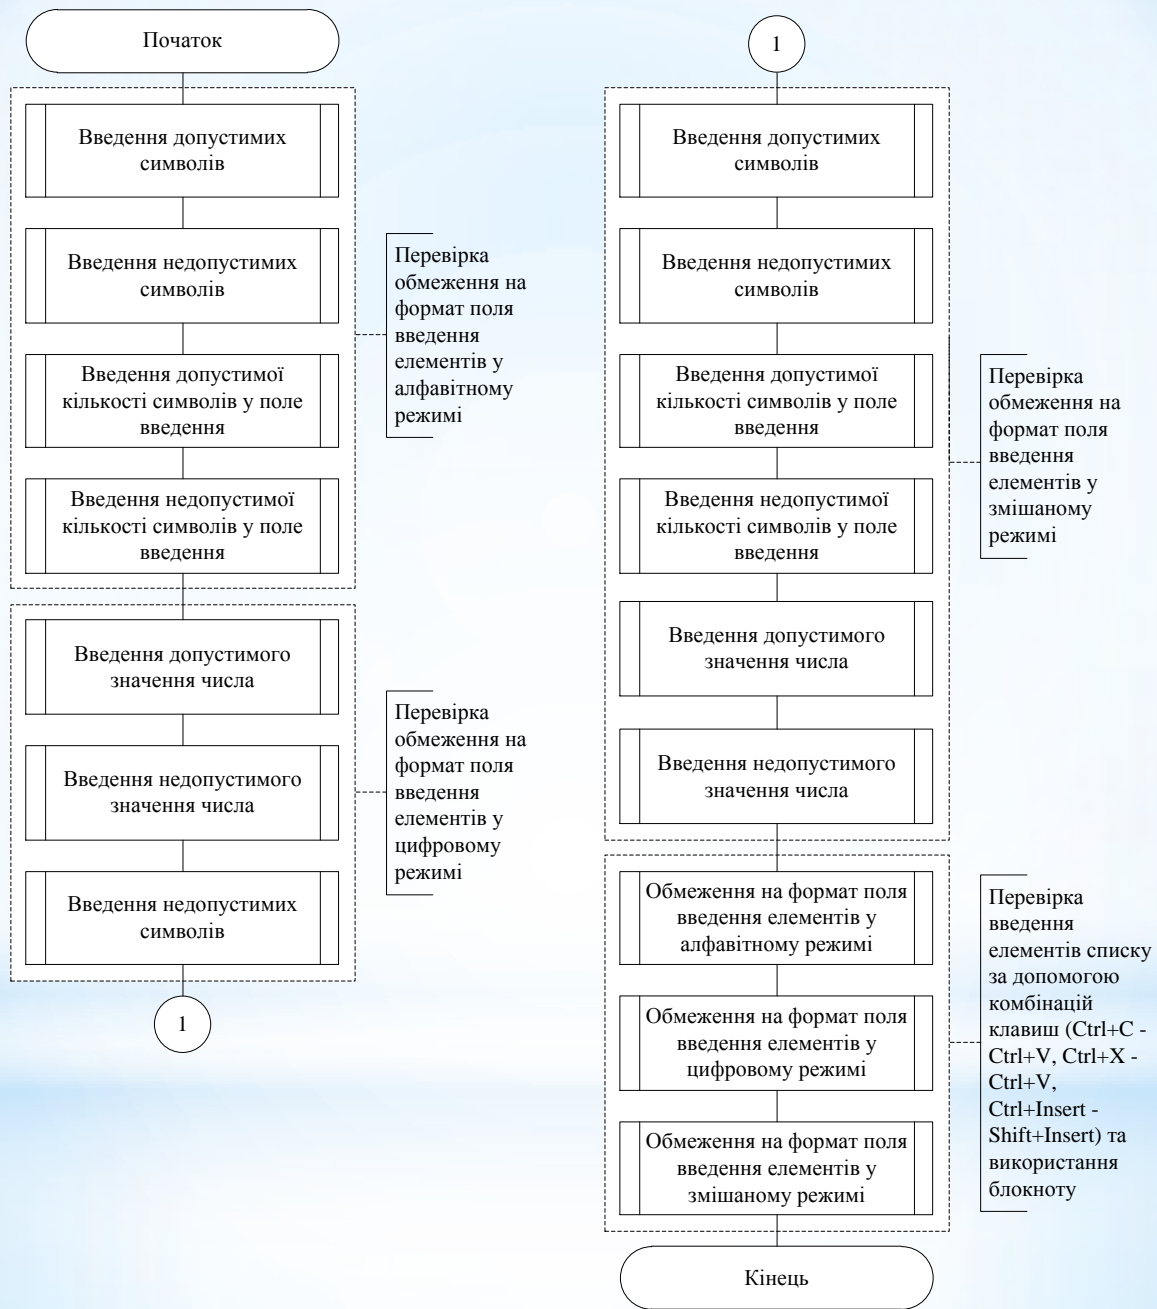 Початок
Введення допустимих
символів
Введення недопустимих
символів
Введення допустимої
кількості символів у поле
введення
Введення недопустимої
кількості символів у поле
введення
Перевірка
обмеження на
формат поля
введення
елементів у
алфавітному
режимі
Введення допустимого
значення числа
Введення недопустимого
значення числа
Введення недопустимих
символів
Перевірка
обмеження на
формат поля
введення
елементів у
цифровому
режимі
1
1
Введення допустимих
символів
Введення недопустимих
символів
Введення допустимої
кількості символів у поле
введення
Введення недопустимої
кількості символів у поле
введення
Введення допустимого
значення числа
Введення недопустимого
значення числа
Перевірка
обмеження на
формат поля
введення
елементів у
змішаному
режимі
Обмеження на формат поля
введення елементів у
алфавітному режимі
Обмеження на формат поля
введення елементів у
цифровому режимі
Обмеження на формат поля
введення елементів у
змішаному режимі
Перевірка
введення
елементів списку
за допомогою
комбінацій
клавиш (Ctrl+C -
Ctrl+V, Ctrl+X -
Ctrl+V,
Ctrl+Insert -
Shift+Insert) та
використання
блокноту
Кінець